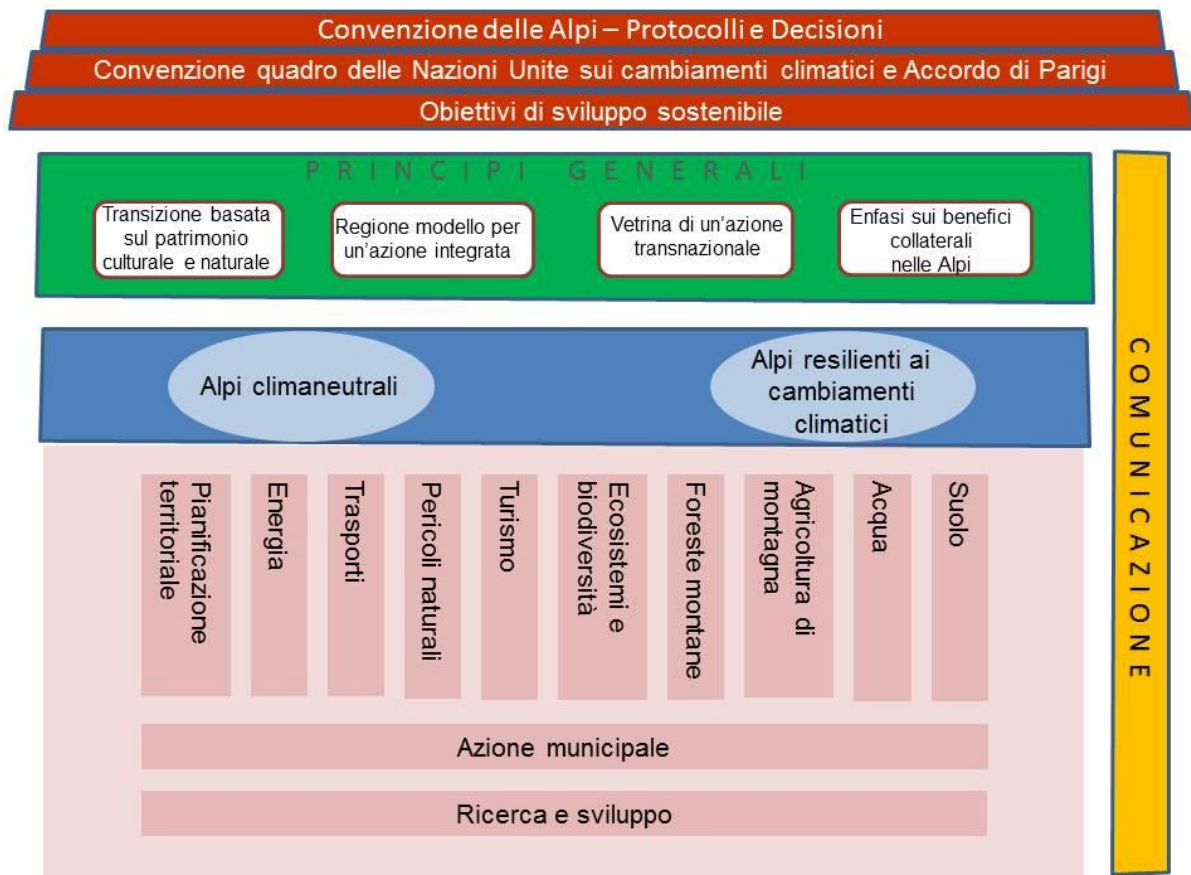 Convenzione delle Alpi – Protocolli e Decisioni
Convenzione quadro delle Nazioni Unite sui cambiamenti climatici e Accordo di Parigi
Obiettivi di sviluppo sostenibile
PRINCIPI GENERALI
Transizione basata
sul patrimonio
culturale e naturale
Regione modello per
un'azione integrata
Vetrina di un'azione
transnazionale
Enfasi sui benefici
collaterali
nelle Alpi
Alpi climaneutrali
Alpi resilienti ai
cambiamenti
climatici
Pianificazione
territoriale
Energia
Trasporti
Pericoli naturali
Turismo
Ecosistemi e
biodiversità
Foreste montane
Agricoltura di
montagna
Acqua
Suolo
Azione municipale
Ricerca e sviluppo
COMUNICAZIONE